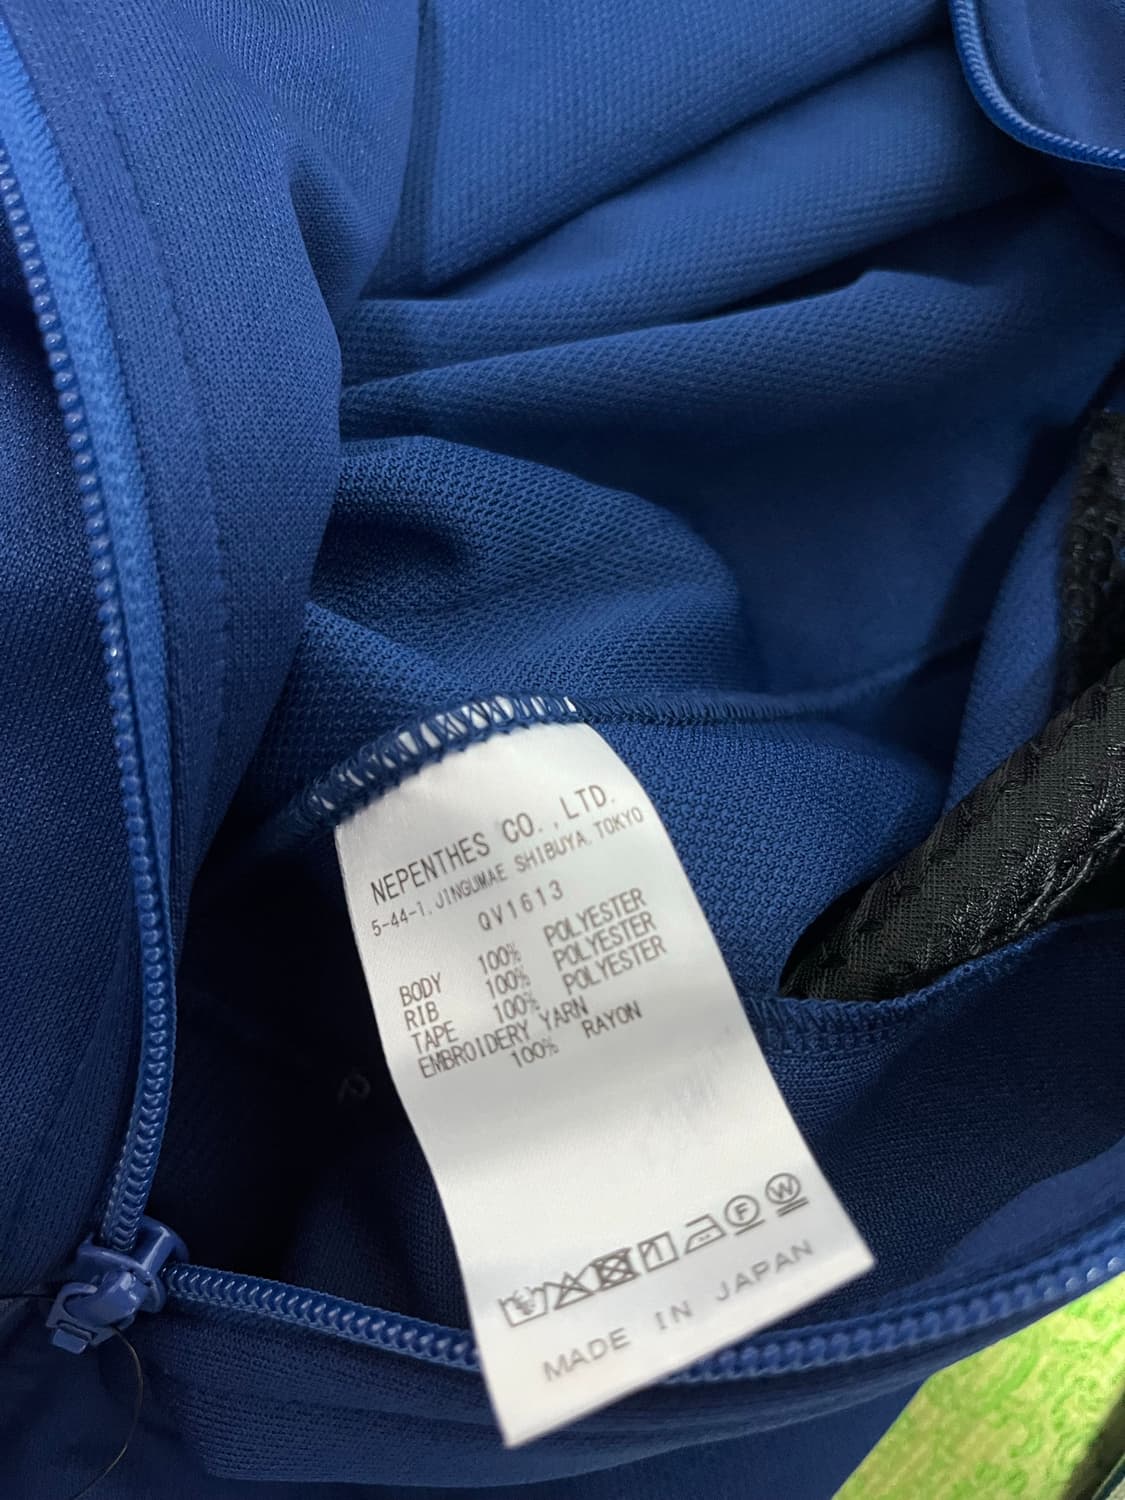 NEPENTHES CO.,LTD.
5-44-1, JINGUMAE SHIBUYA TOKYO
QV1613
BODY 100% POLYESTER
RIB 100% POLYESTER
TAPE 100% POLYESTER
EMBROIDERY YARN
100% RAYON
F W
MADE IN JAPAN